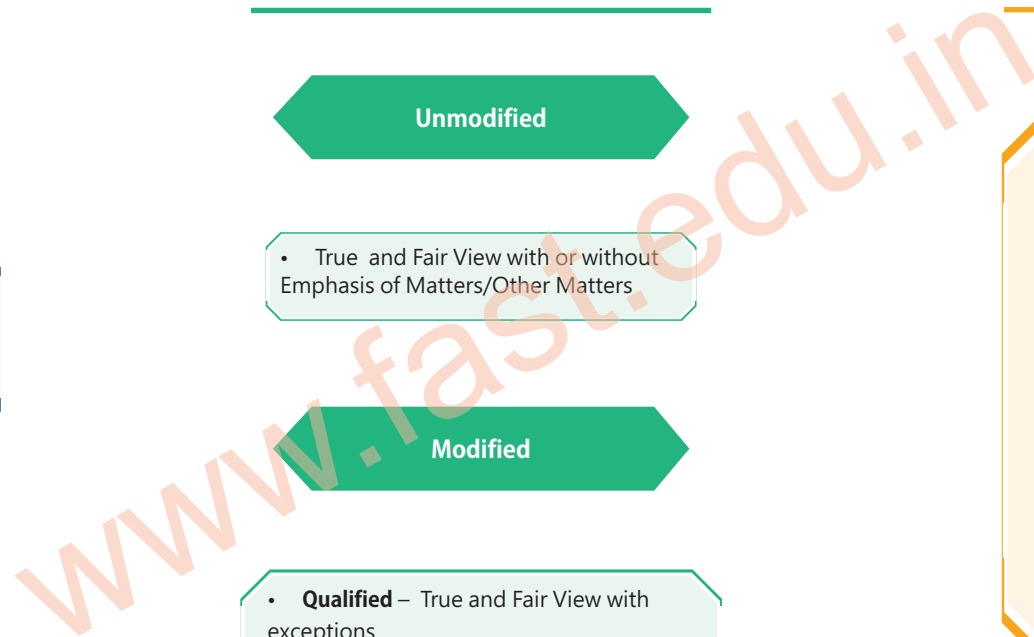 Unmodified
• True and Fair View with or without
Emphasis of Matters/Other Matters
Modified
• Qualified – True and Fair View with
exceptions
www.fast.edu.in